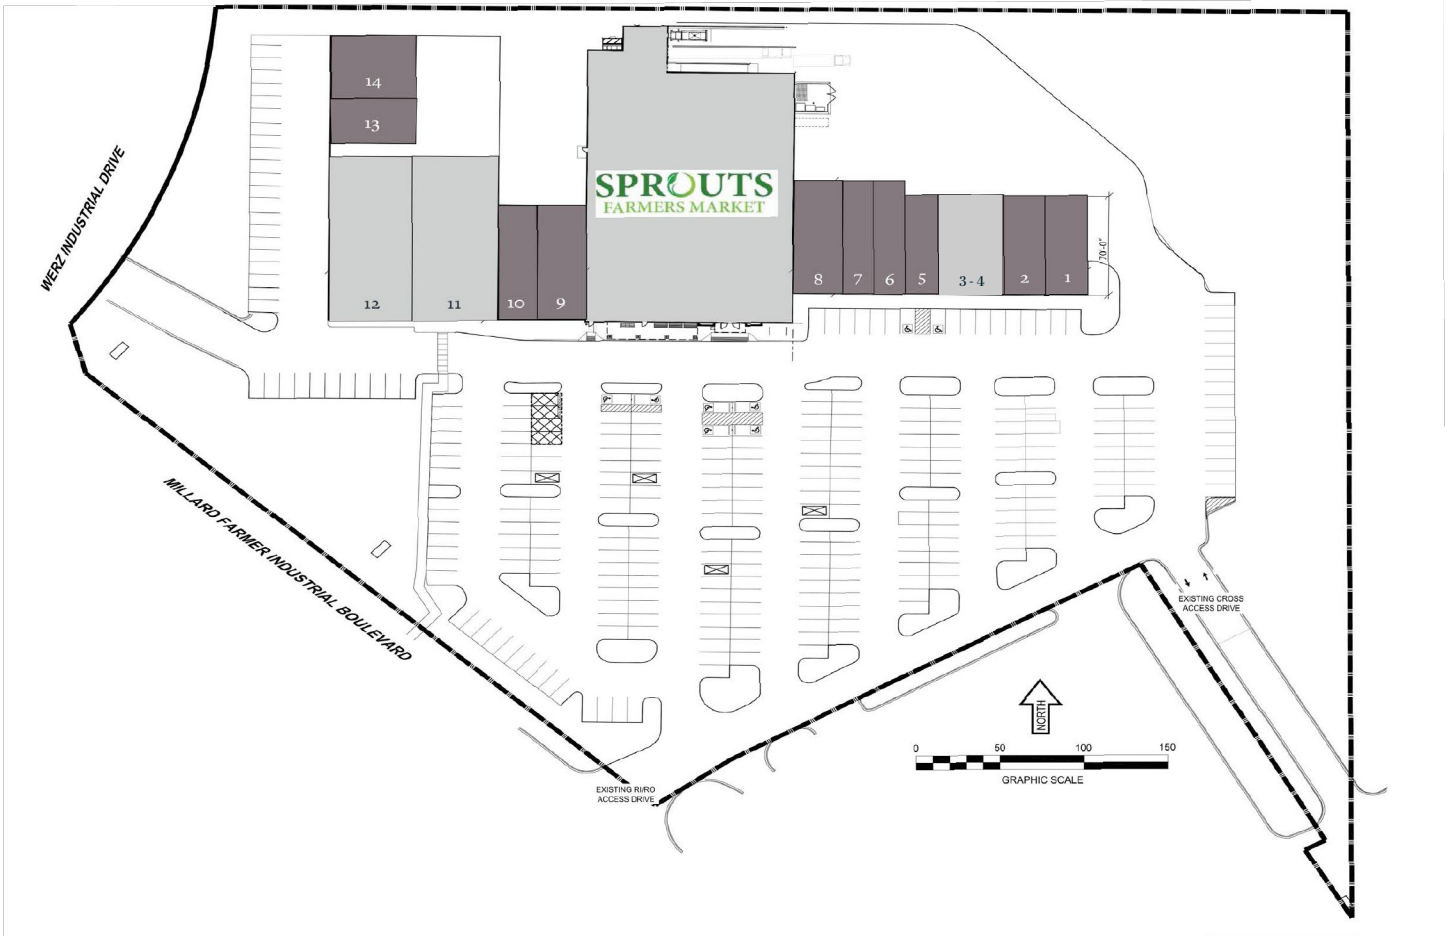 14
13
WERZ INDUSTRIAL DRIVE
SPROUTS
FARMERS MARKET
12
11
10
9
8
7
6
5
3 - 4
2
1
70'-0"
MILLARD FARMER INDUSTRIAL BOULEVARD
EXISTING CROSS
ACCESS DRIVE
NORTH
0 50 100 150
GRAPHIC SCALE
EXISTING RI/RO
ACCESS DRIVE